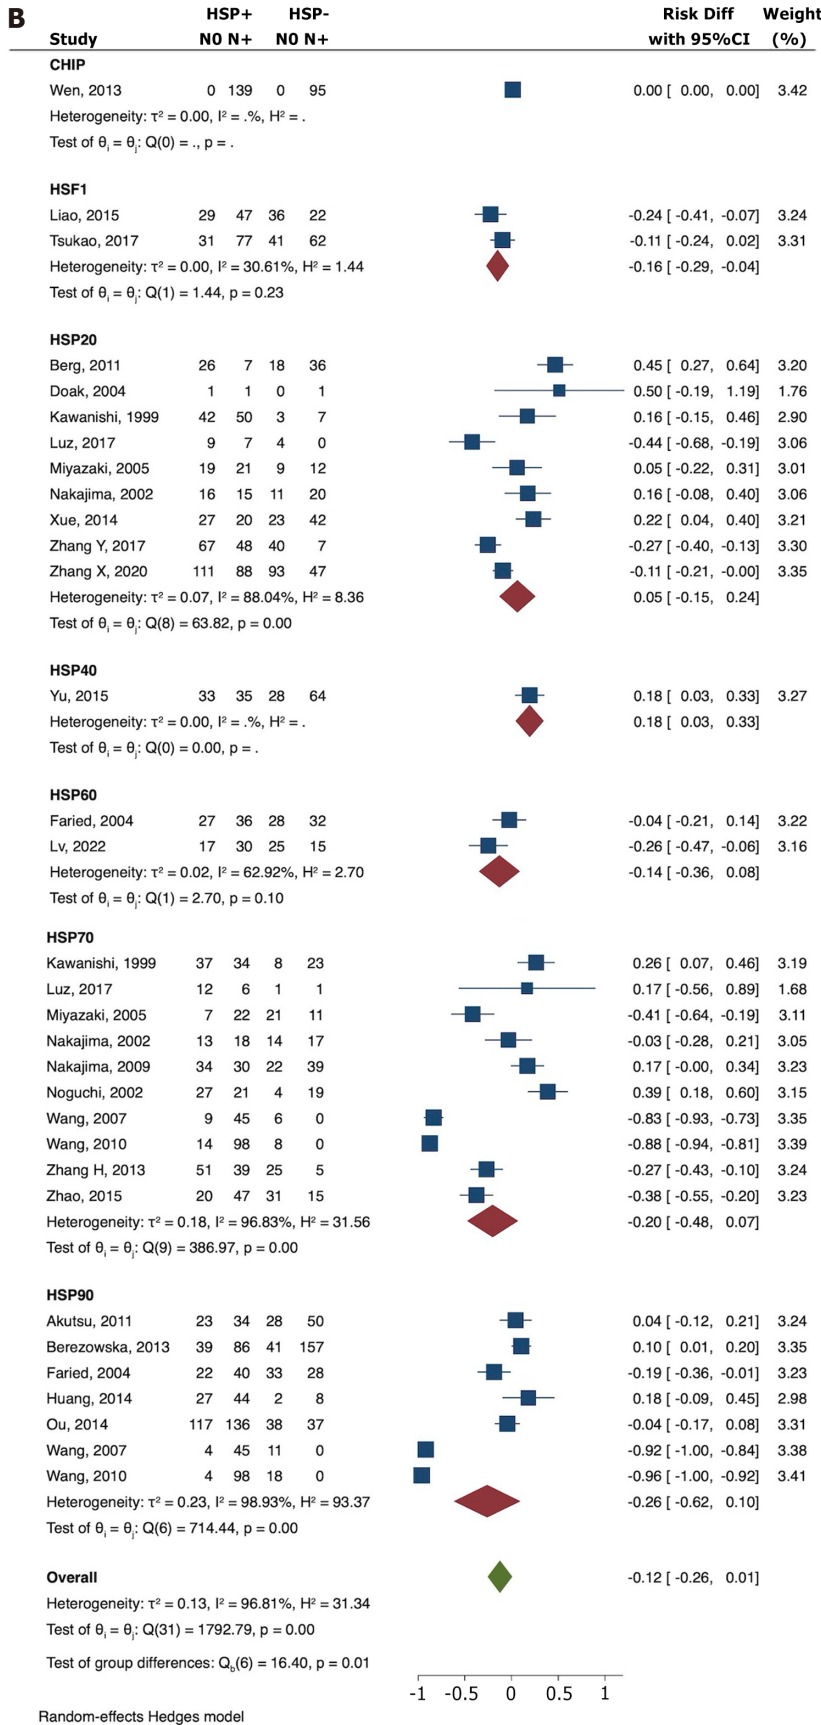 B
HSP+ HSP- Risk Diff Weight
Study N0 N+ N0 N+ with 95%CI (%)
CHIP
Wen, 2013 0 139 0 95 0.00 [ 0.00, 0.00] 3.42
Heterogeneity: τ² = 0.00, I² = .%, H² = .
Test of θi = θj: Q(0) = ., p = .
HSF1
Liao, 2015 29 47 36 22 -0.24 [ -0.41, -0.07] 3.24
Tsukao, 2017 31 77 41 62 -0.11 [ -0.24, 0.02] 3.31
Heterogeneity: τ² = 0.00, I² = 30.61%, H² = 1.44 -0.16 [ -0.29, -0.04]
Test of θi = θj: Q(1) = 1.44, p = 0.23
HSP20
Berg, 2011 26 7 18 36 0.45 [ 0.27, 0.64] 3.20
Doak, 2004 1 1 0 1 0.50 [ -0.19, 1.19] 1.76
Kawanishi, 1999 42 50 3 7 0.16 [ -0.15, 0.46] 2.90
Luz, 2017 9 7 4 0 -0.44 [ -0.68, -0.19] 3.06
Miyazaki, 2005 19 21 9 12 0.05 [ -0.22, 0.31] 3.01
Nakajima, 2002 16 15 11 20 0.16 [ -0.08, 0.40] 3.06
Xue, 2014 27 20 23 42 0.22 [ 0.04, 0.40] 3.21
Zhang Y, 2017 67 48 40 7 -0.27 [ -0.40, -0.13] 3.30
Zhang X, 2020 111 88 93 47 -0.11 [ -0.21, -0.00] 3.35
Heterogeneity: τ² = 0.07, I² = 88.04%, H² = 8.36 0.05 [ -0.15, 0.24]
Test of θi = θj: Q(8) = 63.82, p = 0.00
HSP40
Yu, 2015 33 35 28 64 0.18 [ 0.03, 0.33] 3.27
Heterogeneity: τ² = 0.00, I² = .%, H² = . 0.18 [ 0.03, 0.33]
Test of θi = θj: Q(0) = 0.00, p = .
HSP60
Faried, 2004 27 36 28 32 -0.04 [ -0.21, 0.14] 3.22
Lv, 2022 17 30 25 15 -0.26 [ -0.47, -0.06] 3.16
Heterogeneity: τ² = 0.02, I² = 62.92%, H² = 2.70 -0.14 [ -0.36, 0.08]
Test of θi = θj: Q(1) = 2.70, p = 0.10
HSP70
Kawanishi, 1999 37 34 8 23 0.26 [ 0.07, 0.46] 3.19
Luz, 2017 12 6 1 1 0.17 [ -0.56, 0.89] 1.68
Miyazaki, 2005 7 22 21 11 -0.41 [ -0.64, -0.19] 3.11
Nakajima, 2002 13 18 14 17 -0.03 [ -0.28, 0.21] 3.05
Nakajima, 2009 34 30 22 39 0.17 [ -0.00, 0.34] 3.23
Noguchi, 2002 27 21 4 19 0.39 [ 0.18, 0.60] 3.15
Wang, 2007 9 45 6 0 -0.83 [ -0.93, -0.73] 3.35
Wang, 2010 14 98 8 0 -0.88 [ -0.94, -0.81] 3.39
Zhang H, 2013 51 39 25 5 -0.27 [ -0.43, -0.10] 3.24
Zhao, 2015 20 47 31 15 -0.38 [ -0.55, -0.20] 3.23
Heterogeneity: τ² = 0.18, I² = 96.83%, H² = 31.56 -0.20 [ -0.48, 0.07]
Test of θi = θj: Q(9) = 386.97, p = 0.00
HSP90
Akutsu, 2011 23 34 28 50 0.04 [ -0.12, 0.21] 3.24
Berezowska, 2013 39 86 41 157 0.10 [ 0.01, 0.20] 3.35
Faried, 2004 22 40 33 28 -0.19 [ -0.36, -0.01] 3.23
Huang, 2014 27 44 2 8 0.18 [ -0.09, 0.45] 2.98
Ou, 2014 117 136 38 37 -0.04 [ -0.17, 0.08] 3.31
Wang, 2007 4 45 11 0 -0.92 [ -1.00, -0.84] 3.38
Wang, 2010 4 98 18 0 -0.96 [ -1.00, -0.92] 3.41
Heterogeneity: τ² = 0.23, I² = 98.93%, H² = 93.37 -0.26 [ -0.62, 0.10]
Test of θi = θj: Q(6) = 714.44, p = 0.00
Overall -0.12 [ -0.26, 0.01]
Heterogeneity: τ² = 0.13, I² = 96.81%, H² = 31.34
Test of θi = θj: Q(31) = 1792.79, p = 0.00
Test of group differences: Qb(6) = 16.40, p = 0.01
-1 -0.5 0 0.5 1
Random-effects Hedges model